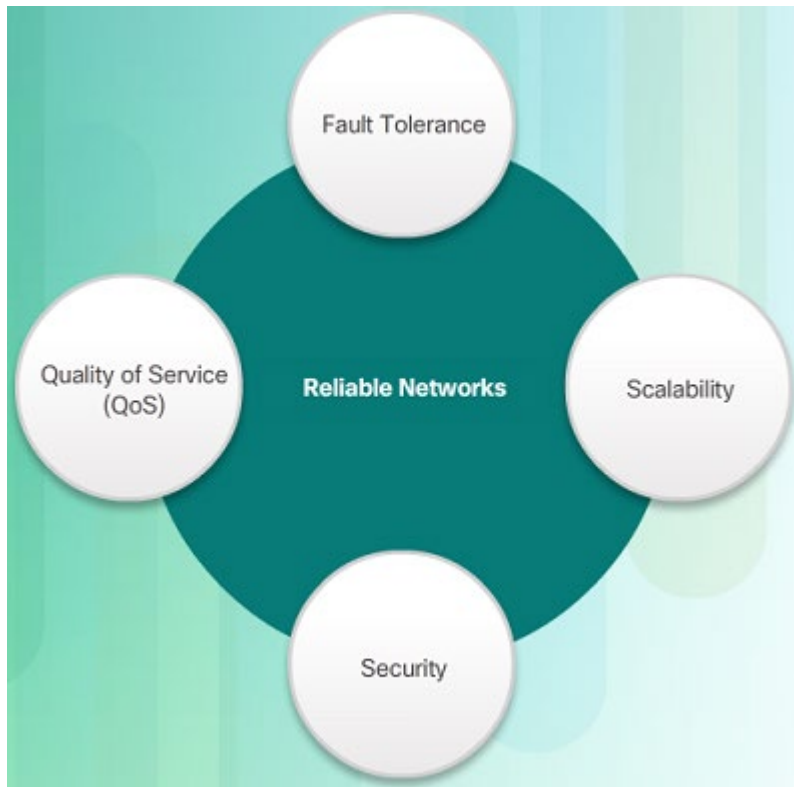 Fault Tolerance
Quality of Service
(QoS)
Reliable Networks
Scalability
Security